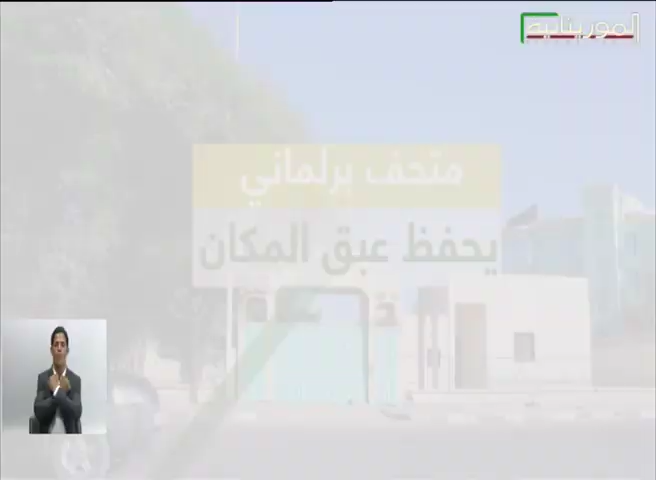 الموريتانية
متحف برلماني
يحفظ عبق المكان